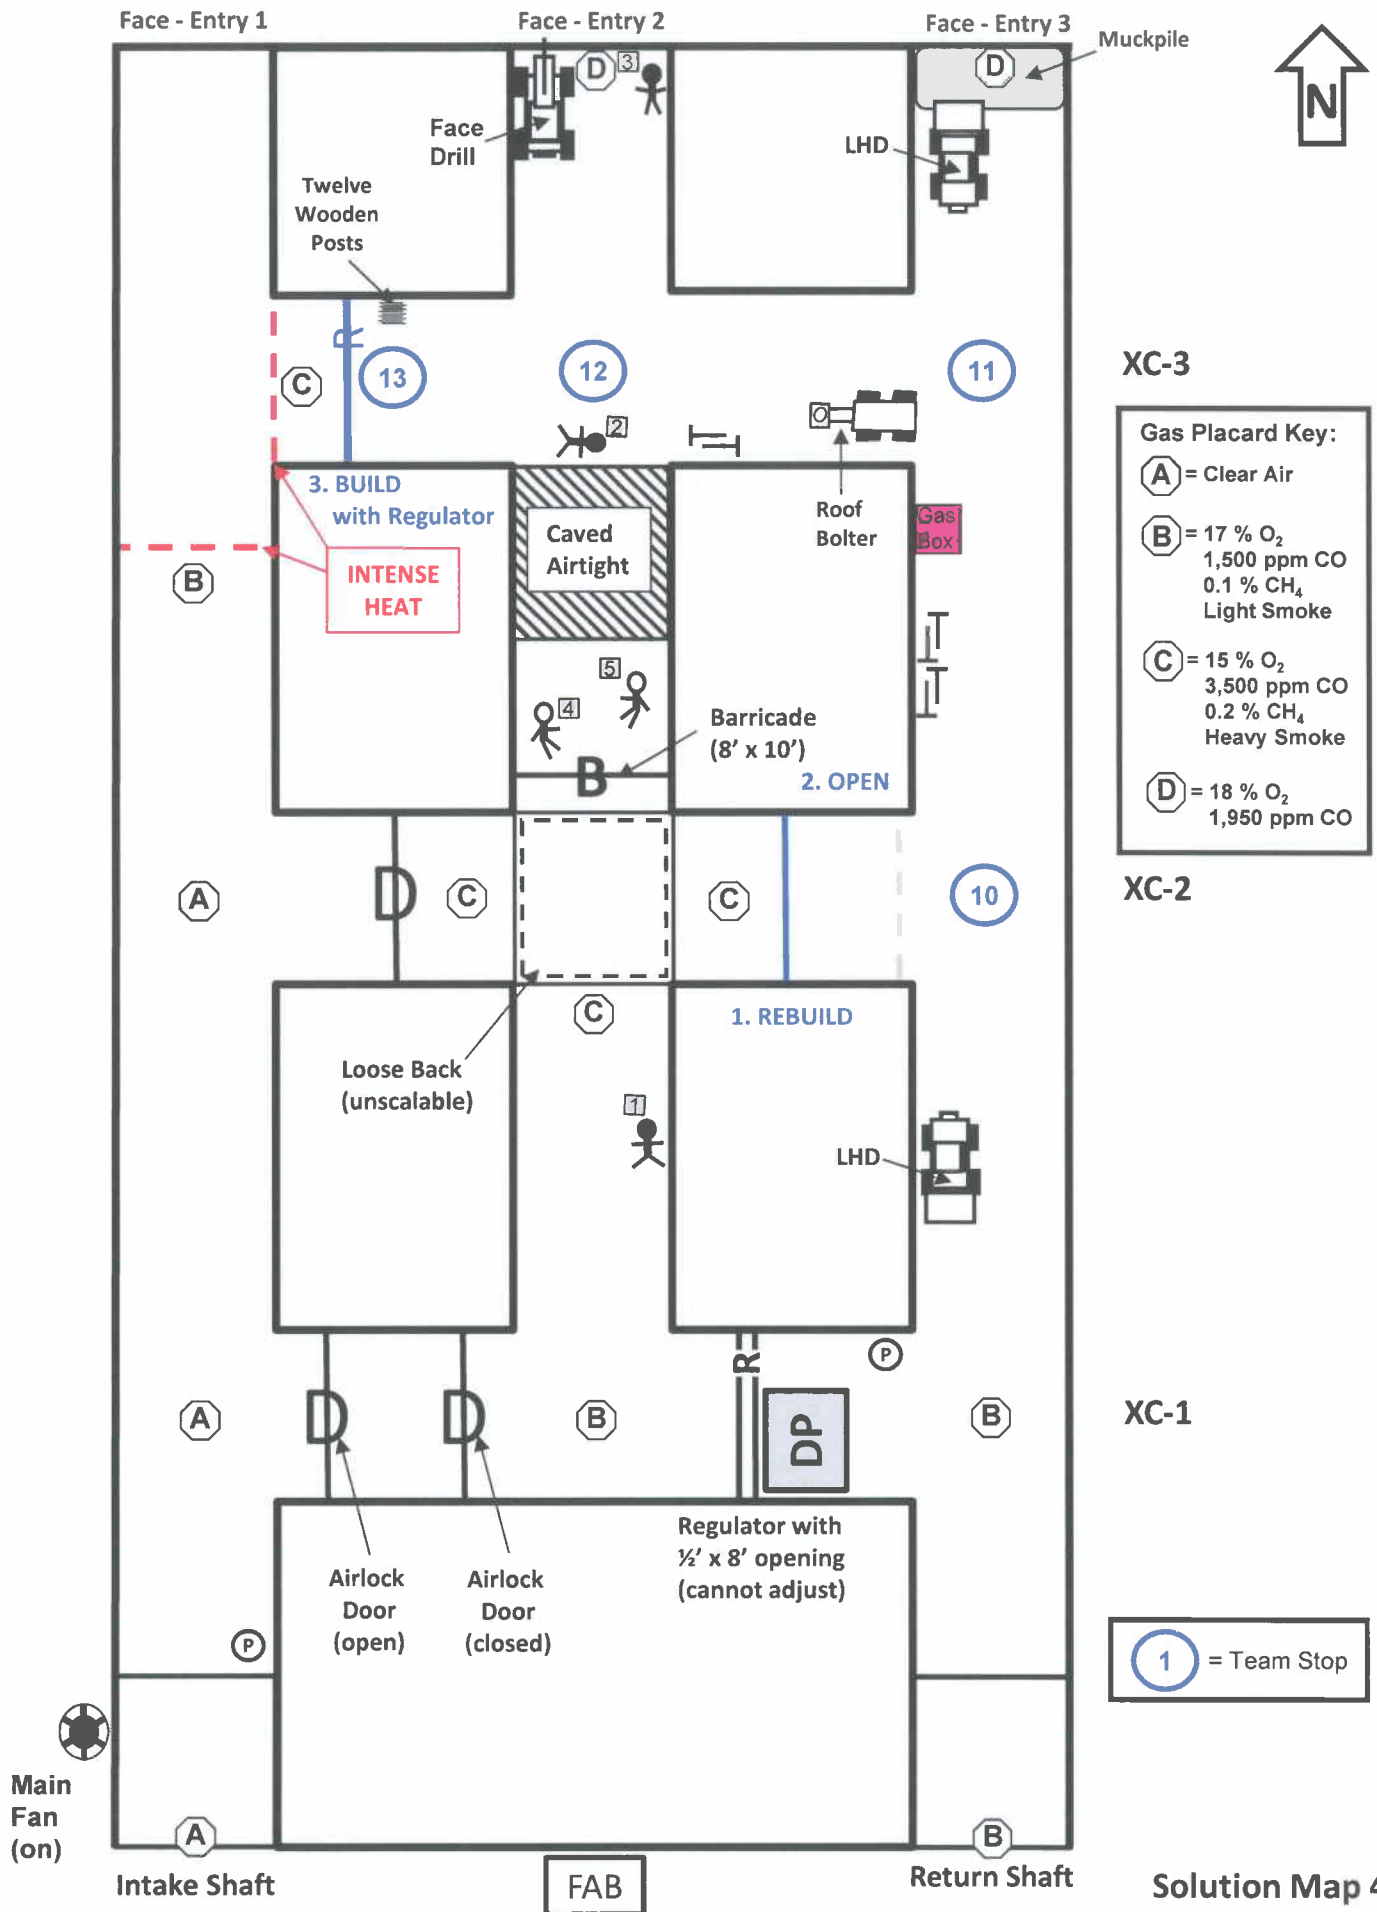 Face - Entry 1
Face - Entry 2
Face - Entry 3
Muckpile
N
D
3
D
Face
Drill
LHD
Twelve
Wooden
Posts
R
C
13
12
11
XC-3
2
O
Gas Placard Key:
A = Clear Air
B = 17 % O₂
1,500 ppm CO
0.1 % CH₄
Light Smoke
C = 15 % O₂
3,500 ppm CO
0.2 % CH₄
Heavy Smoke
D = 18 % O₂
1,950 ppm CO
3. BUILD
with Regulator
Caved
Airtight
Roof
Bolter
Gas
Box
INTENSE
HEAT
B
5
4
Barricade
(8' x 10')
B
2. OPEN
A
D
C
C
10
XC-2
C
1. REBUILD
Loose Back
(unscalable)
1
LHD
R
P
A
D
D
B
DP
B
XC-1
Regulator with
½' x 8' opening
(cannot adjust)
Airlock
Door
(open)
Airlock
Door
(closed)
P
1 = Team Stop
Main
Fan
(on)
A
B
Intake Shaft
FAB
Return Shaft
Solution Map 4